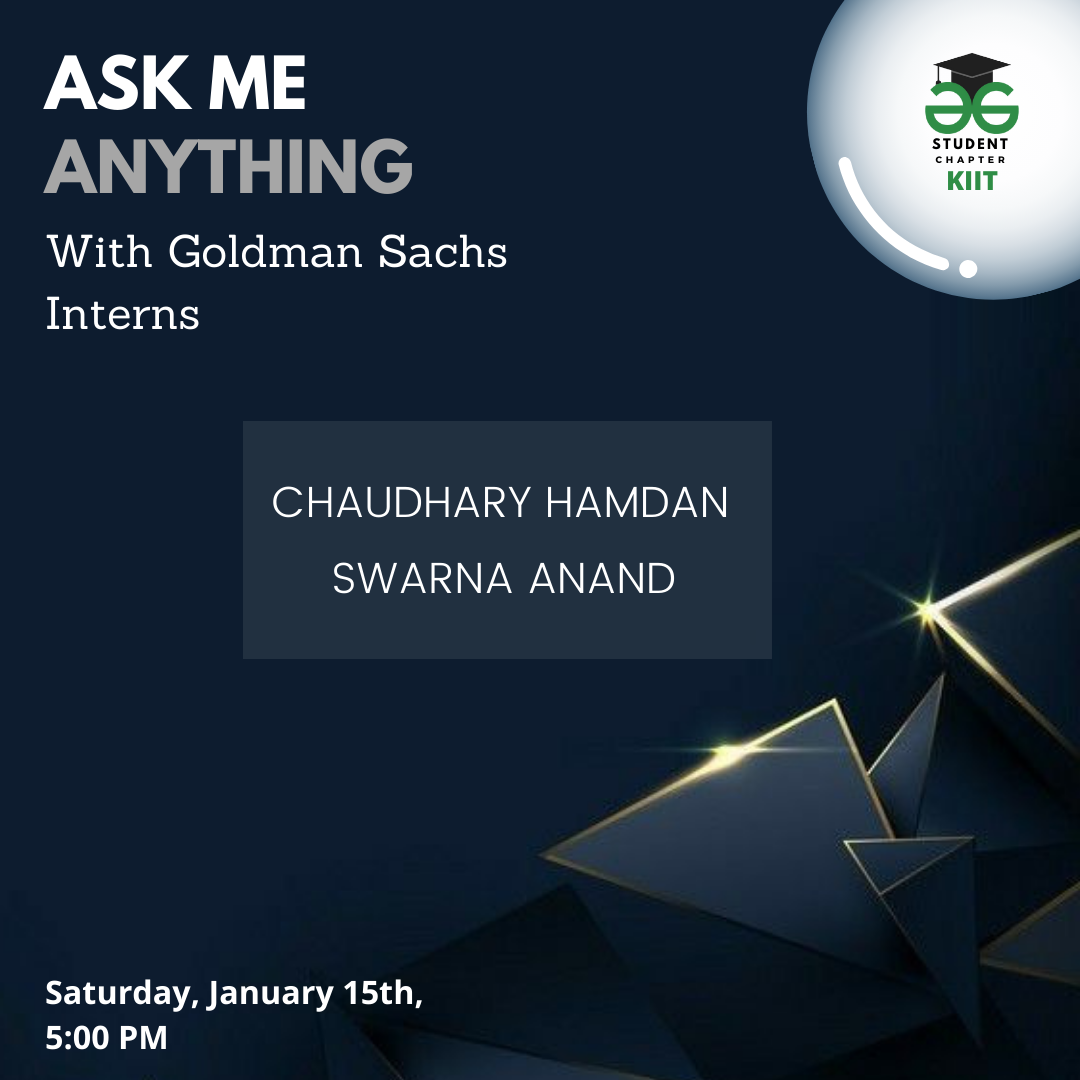 ASK ME
ANYTHING
With Goldman Sachs
Interns
STUDENT
CHAPTER
KIIT
CHAUDHARY HAMDAN
SWARNA ANAND
Saturday, January 15th,
5:00 PM